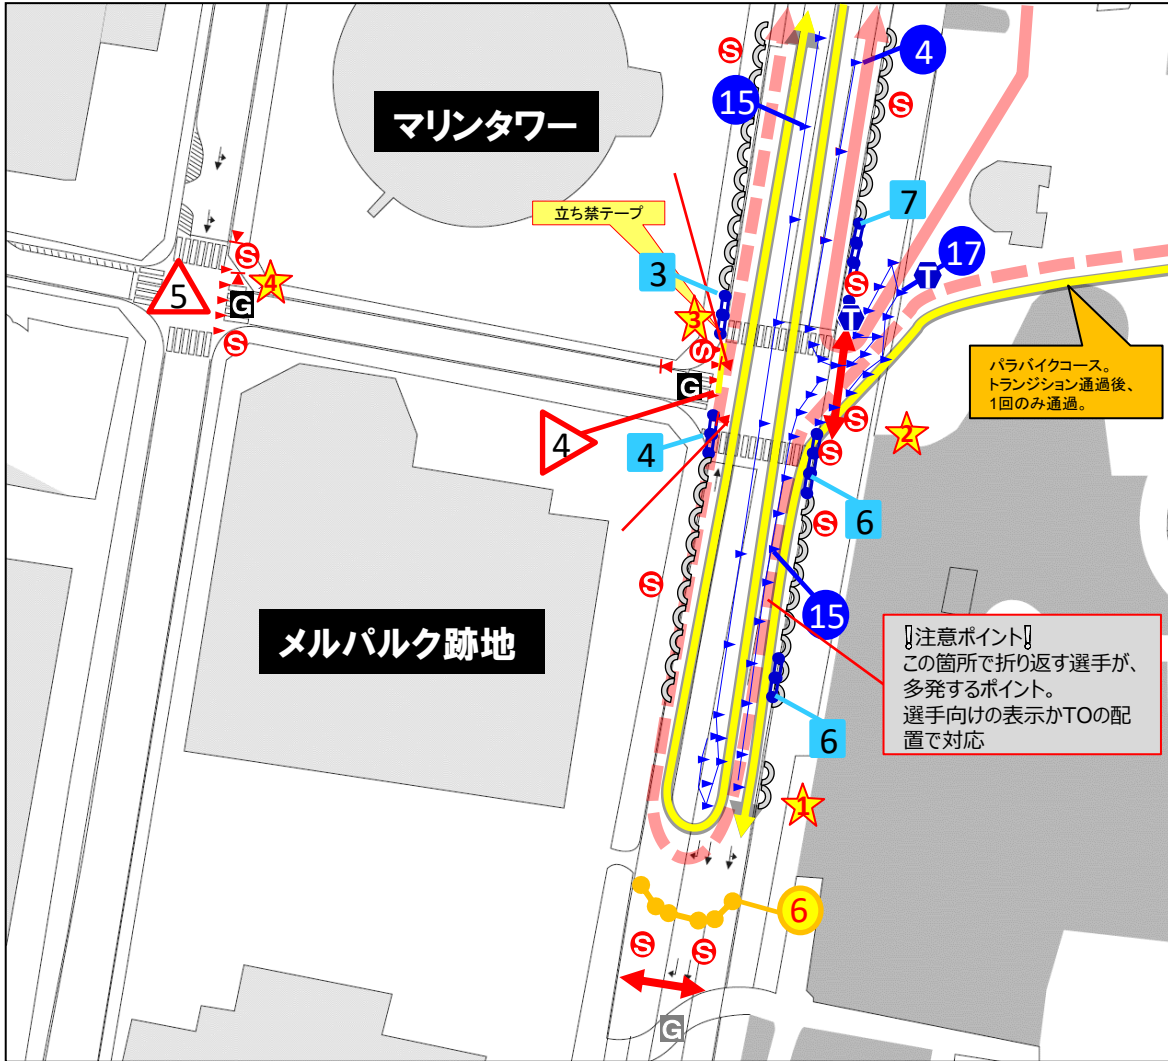 S
4
マリンタワー
15
S
立ち禁テープ
7
S
4
5
G
S
3
3
S
T
17
S
T
S
G
パラバイクコース。
トランジション通過後、
1回のみ通過。
4
4
S
2
S
6
S
S
15
メルパルク跡地
‼注意ポイント‼
この箇所で折り返す選手が、
多発するポイント。
選手向けの表示かTOの配
置で対応
6
1
6
S
S
G